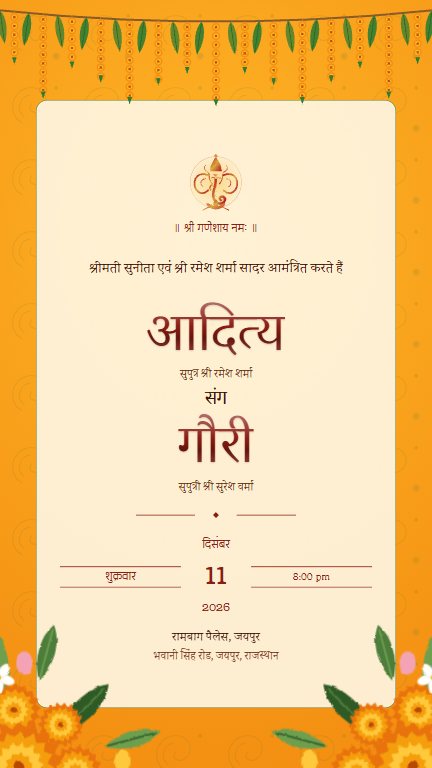 ॥ श्री गणेशाय नमः ॥
श्रीमती सुनीता एवं श्री रमेश शर्मा सादर आमंत्रित करते हैं
आदित्य
सुपुत्र श्री रमेश शर्मा
संग
गौरी
सुपुत्री श्री सुरेश वर्मा
दिसंबर
शुक्रवार 11 8:00 pm
2026
रामबाग पैलेस, जयपुर
भवानी सिंह रोड, जयपुर, राजस्थान